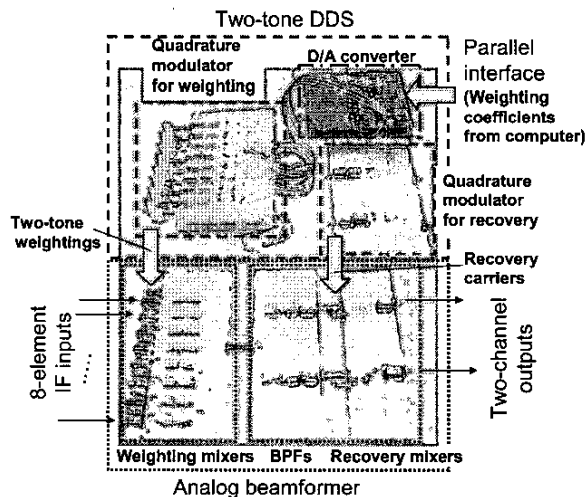 Two-tone DDS
Quadrature
modulator
for weighting
D/A converter
Parallel
interface
(Weighting
coefficients
from computer)
Quadrature
modulator
for recovery
Two-tone
weightings
Recovery
carriers
8-element
IF inputs
Two-channel
outputs
Weighting mixers
BPFs
Recovery mixers
Analog beamformer